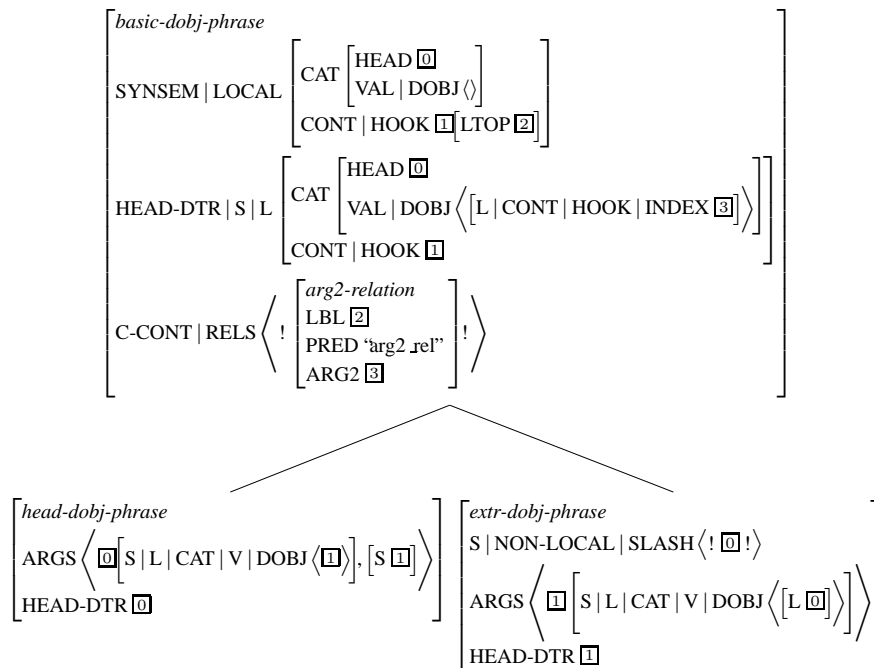 basic-dobj-phrase
SYNSEM | LOCAL
CAT
HEAD 0
VAL | DOBJ ⟨⟩
CONT | HOOK 1 [LTOP 2]
HEAD-DTR | S | L
CAT
HEAD 0
VAL | DOBJ ⟨[L | CONT | HOOK | INDEX 3]⟩
CONT | HOOK 1
C-CONT | RELS ⟨!
arg2-relation
LBL 2
PRED “arg2_rel”
ARG2 3
! ⟩
head-dobj-phrase
ARGS ⟨ 0 [S | L | CAT | V | DOBJ ⟨ 1 ⟩], [S 1] ⟩
HEAD-DTR 0
extr-dobj-phrase
S | NON-LOCAL | SLASH ⟨! 0 !⟩
ARGS ⟨ 1 [S | L | CAT | V | DOBJ ⟨[L 0]⟩] ⟩
HEAD-DTR 1